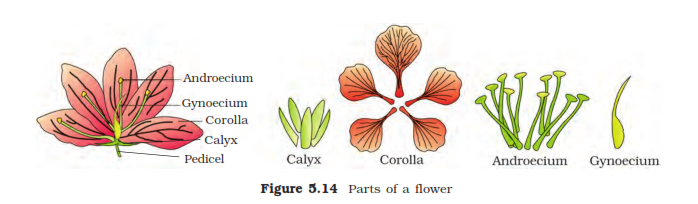 Androecium
Gynoecium
Corolla
Calyx
Pedicel
Calyx
Corolla
Androecium
Gynoecium
Figure 5.14 Parts of a flower